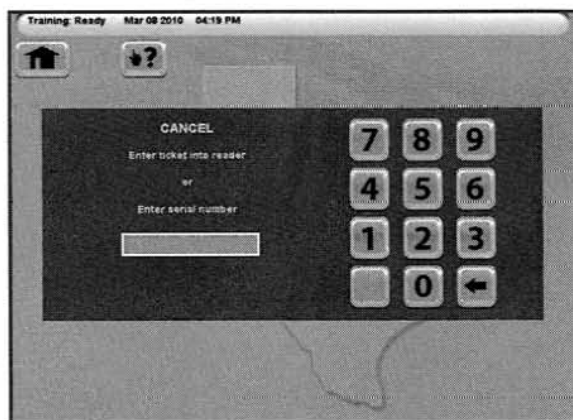 Training: Ready Mar 08 2010 04:19 PM
?
CANCEL
Enter ticket into reader
or
Enter serial number
7 8 9
4 5 6
1 2 3
0